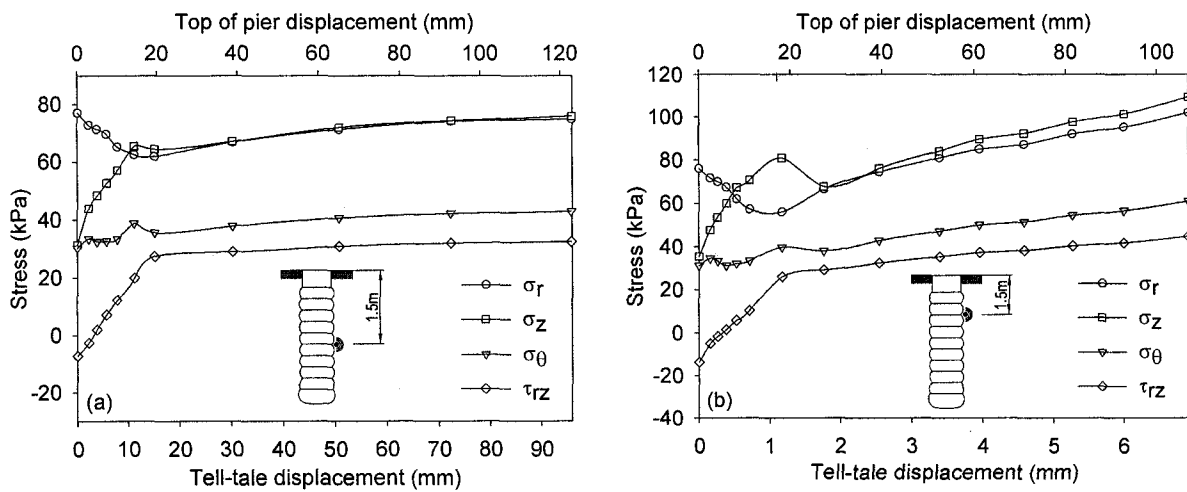 Top of pier displacement (mm)
0 20 40 60 80 100 120
Stress (kPa)
80
60
40
20
0
-20
1.5m
σr
σz
σθ
τrz
(a)
0 10 20 30 40 50 60 70 80 90
Tell-tale displacement (mm)
Top of pier displacement (mm)
0 20 40 60 80 100
Stress (kPa)
120
100
80
60
40
20
0
-20
-40
1.5m
σr
σz
σθ
τrz
(b)
0 1 2 3 4 5 6
Tell-tale displacement (mm)